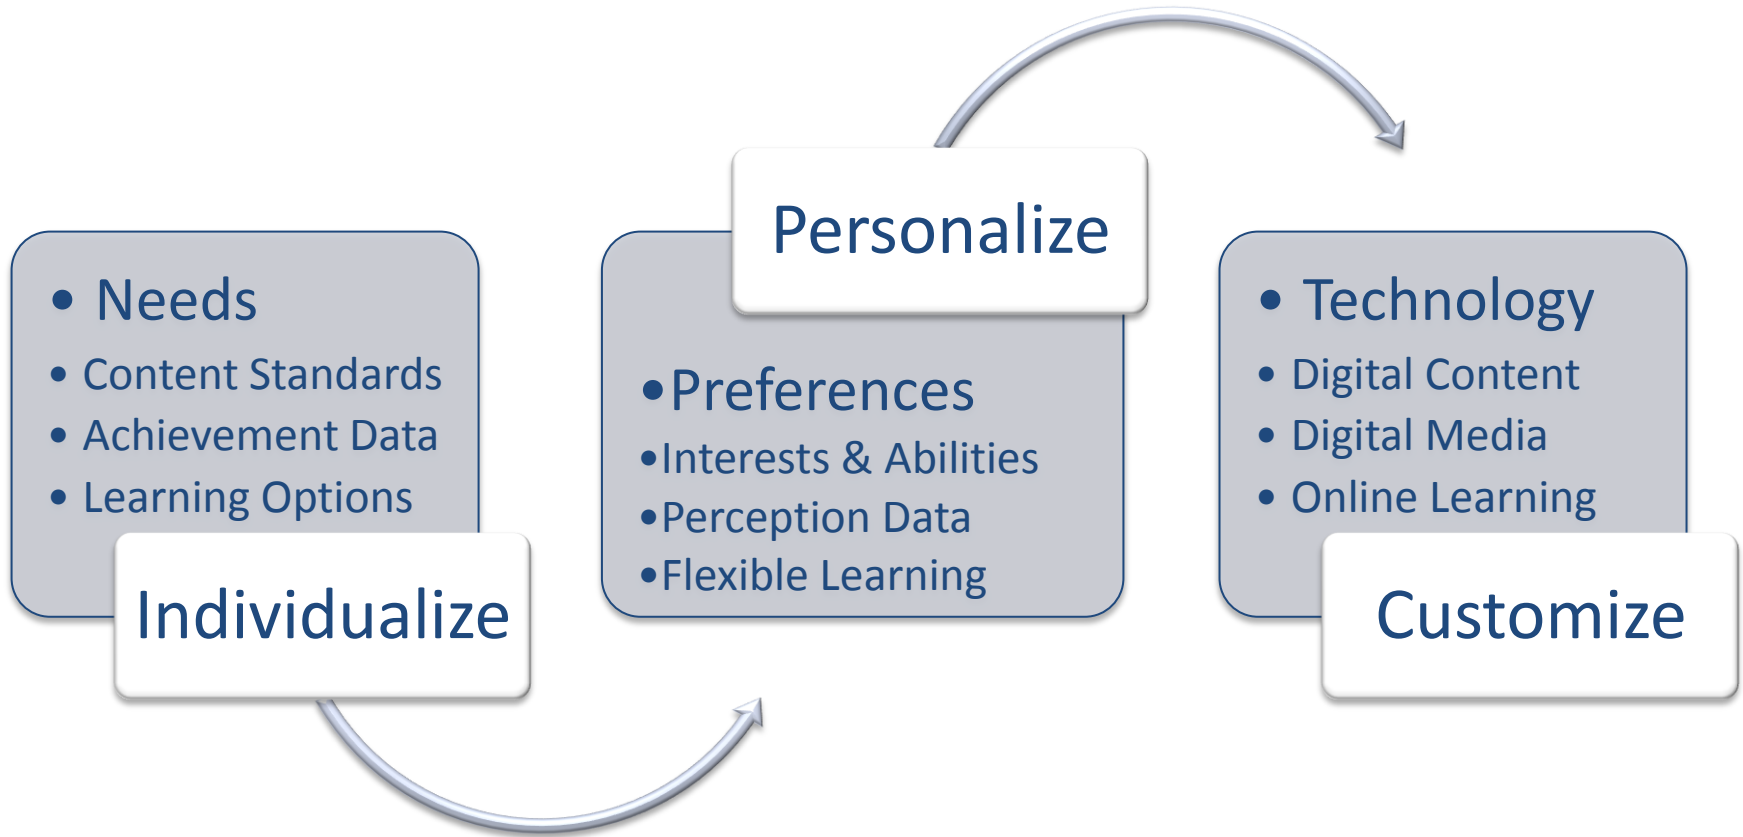 • Needs
• Content Standards
• Achievement Data
• Learning Options
Individualize
Personalize
•Preferences
•Interests & Abilities
•Perception Data
•Flexible Learning
• Technology
• Digital Content
• Digital Media
• Online Learning
Customize